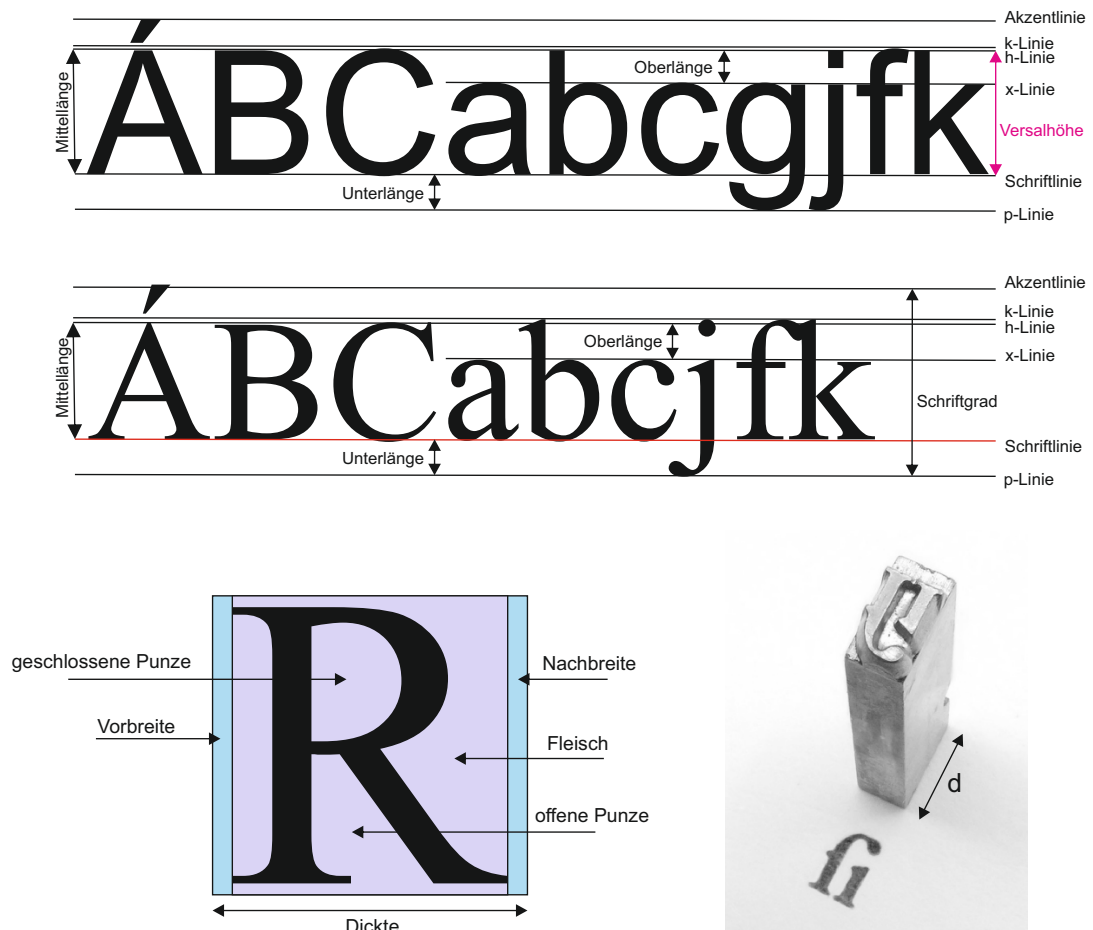 Akzentlinie
k-Linie
h-Linie
Oberlänge
x-Linie
Mittellänge
ÁBCabcgjfk
Versalhöhe
Schriftlinie
Unterlänge
p-Linie
Akzentlinie
k-Linie
h-Linie
Oberlänge
x-Linie
Mittellänge
ÁBCabcjfk
Schriftgrad
Schriftlinie
Unterlänge
p-Linie
geschlossene Punze
Nachbreite
Vorbreite
Fleisch
offene Punze
R
Dickte
d
fi